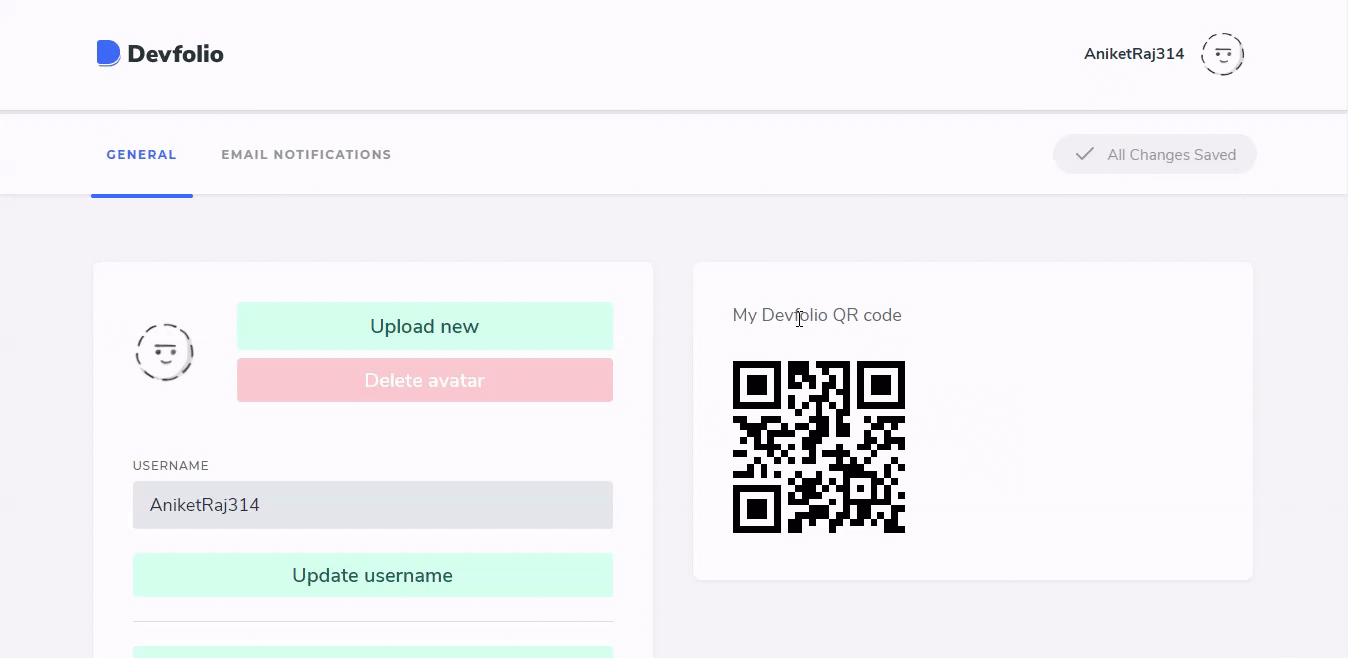 Devfolio
AniketRaj314
GENERAL
EMAIL NOTIFICATIONS
All Changes Saved
Upload new
Delete avatar
USERNAME
AniketRaj314
Update username
My Devfolio QR code